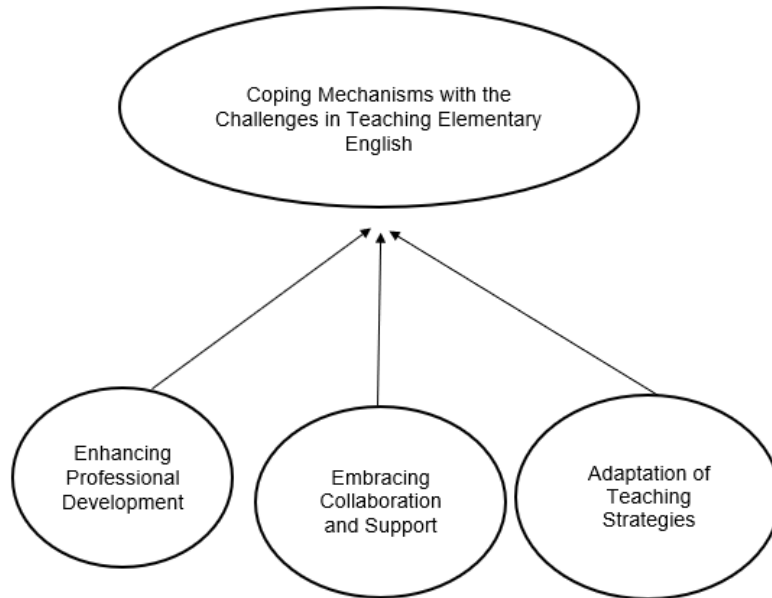 Coping Mechanisms with the
Challenges in Teaching Elementary
English
Enhancing
Professional
Development
Embracing
Collaboration
and Support
Adaptation of
Teaching
Strategies